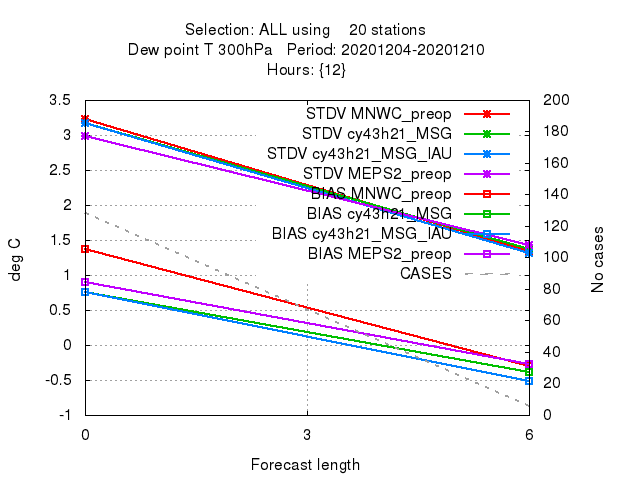 Selection: ALL using 20 stations
Dew point T 300hPa Period: 20201204-20201210
Hours: {12}
3.5
3
2.5
2
1.5
1
0.5
0
-0.5
-1
deg C
STDV MNWC_preop
STDV cy43h21_MSG
STDV cy43h21_MSG_IAU
STDV MEPS2_preop
BIAS MNWC_preop
BIAS cy43h21_MSG
BIAS cy43h21_MSG_IAU
BIAS MEPS2_preop
CASES
200
180
160
140
120
100
80
60
40
20
0
No cases
0 3 6
Forecast length